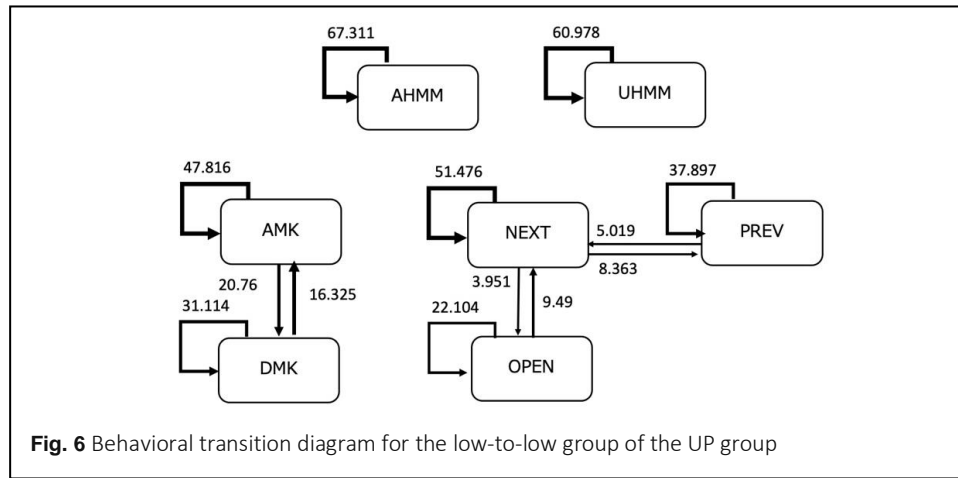 67.311
60.978
AHMM
UHMM
47.816
51.476
37.897
AMK
NEXT
5.019
PREV
8.363
20.76
16.325
3.951
9.49
31.114
22.104
DMK
OPEN
Fig. 6 Behavioral transition diagram for the low-to-low group of the UP group